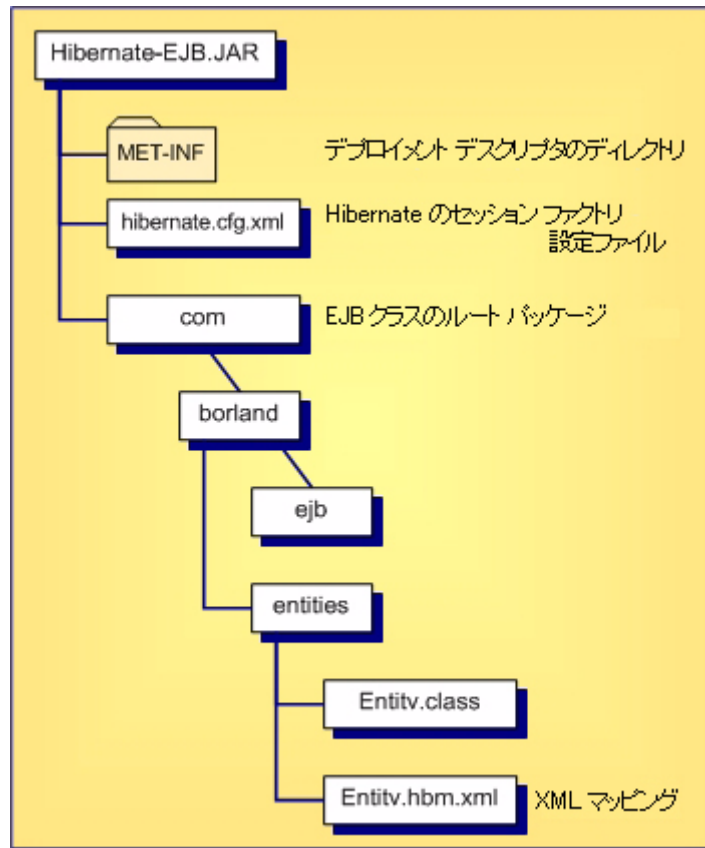 Hibernate-EJB.JAR
MET-INF
デプロイメント デスクリプタのディレクトリ
hibernate.cfg.xml
Hibernate のセッション ファクトリ
設定ファイル
com
EJB クラスのルート パッケージ
borland
ejb
entities
Entitv.class
Entitv.hbm.xml
XML マッピング